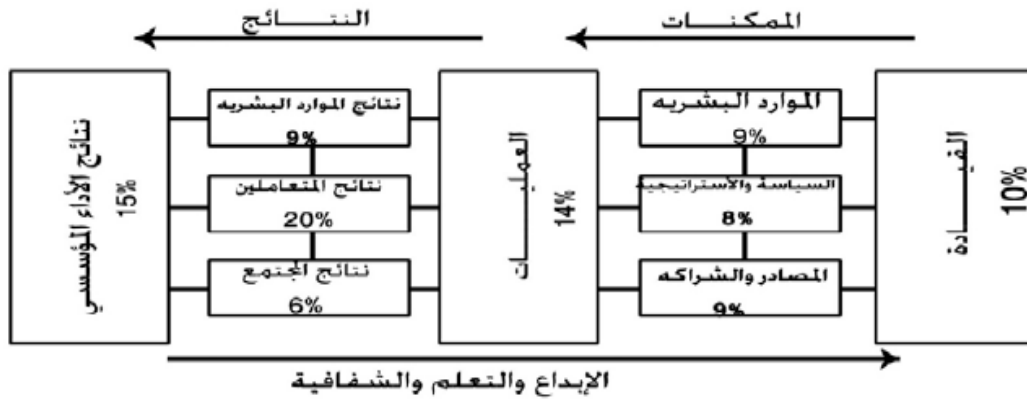 الممكنات
النتائج
القيادة
10%
الموارد البشريه
9%
السياسة والأستراتيجية
8%
المصادر والشراكه
9%
العمليات
14%
نتائج الموارد البشريه
9%
نتائج المتعاملين
20%
نتائج المجتمع
6%
نتائج الأداء المؤسسي
15%
الإبداع والتعلم والشفافية